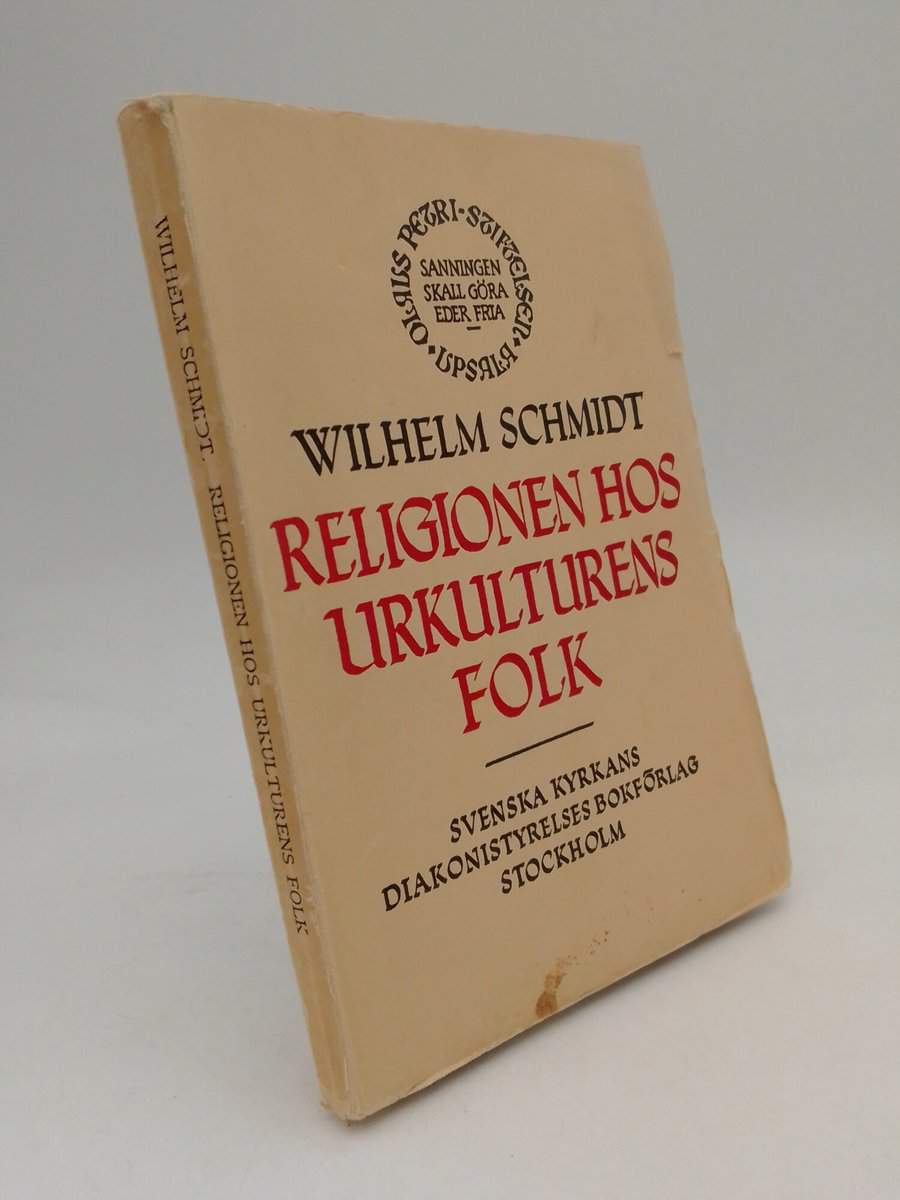 OLAUS PETRI-STIFTELSEN · UPSALA ·
SANNINGEN
SKALL GÖRA
EDER FRIA
WILHELM SCHMIDT
RELIGIONEN HOS
URKULTURENS
FOLK
SVENSKA KYRKANS
DIAKONISTYRELSES BOKFÖRLAG
STOCKHOLM
WILHELM SCHMIDT. RELIGIONEN HOS URKULTURENS FOLK